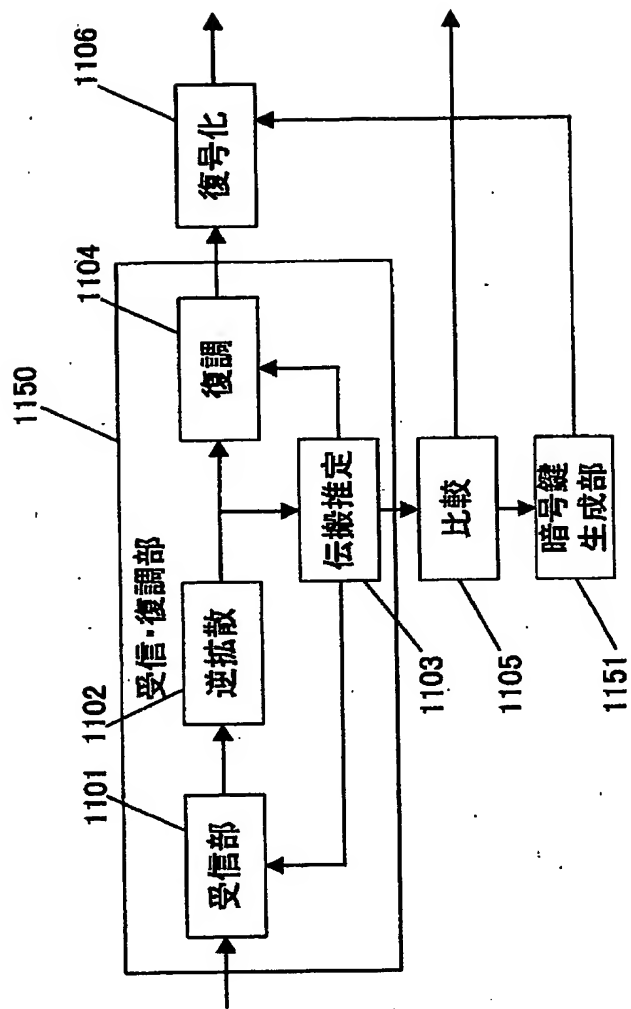 1150
受信・復調部
1101
受信部
1102
逆拡散
1104
復調
1106
復号化
1103
伝搬推定
1105
比較
1151
暗号鍵
生成部